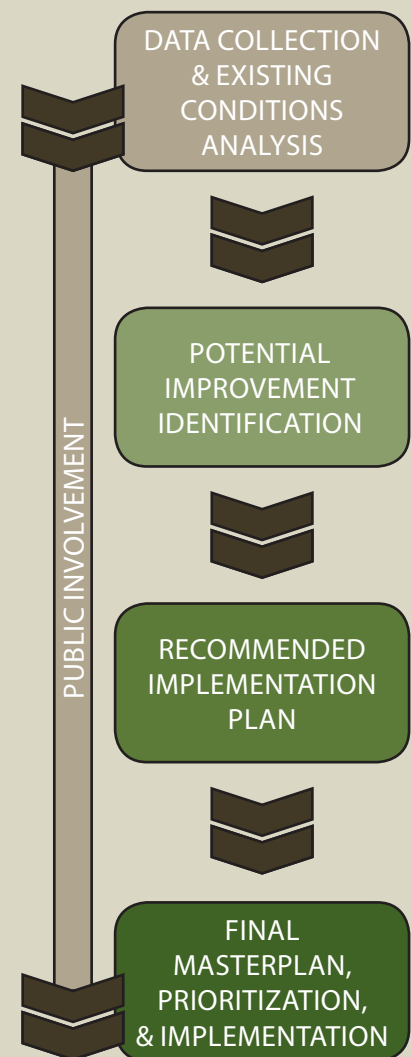 DATA COLLECTION
& EXISTING
CONDITIONS
ANALYSIS
POTENTIAL
IMPROVEMENT
IDENTIFICATION
PUBLIC INVOLVEMENT
RECOMMENDED
IMPLEMENTATION
PLAN
FINAL
MASTERPLAN,
PRIORITIZATION,
& IMPLEMENTATION